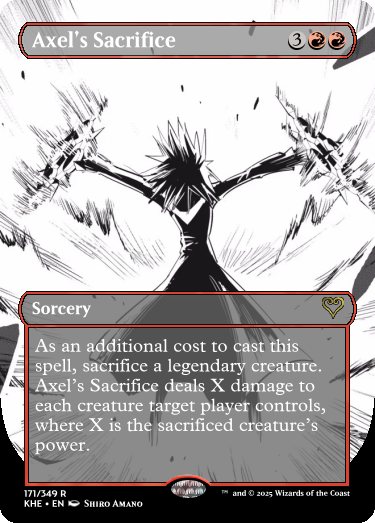 Axel's Sacrifice 3
Sorcery
As an additional cost to cast this
spell, sacrifice a legendary creature.
Axel's Sacrifice deals X damage to
each creature target player controls,
where X is the sacrificed creature's
power.
171/349 R
KHE • EN Shiro Amano
™ and © 2025 Wizards of the Coast